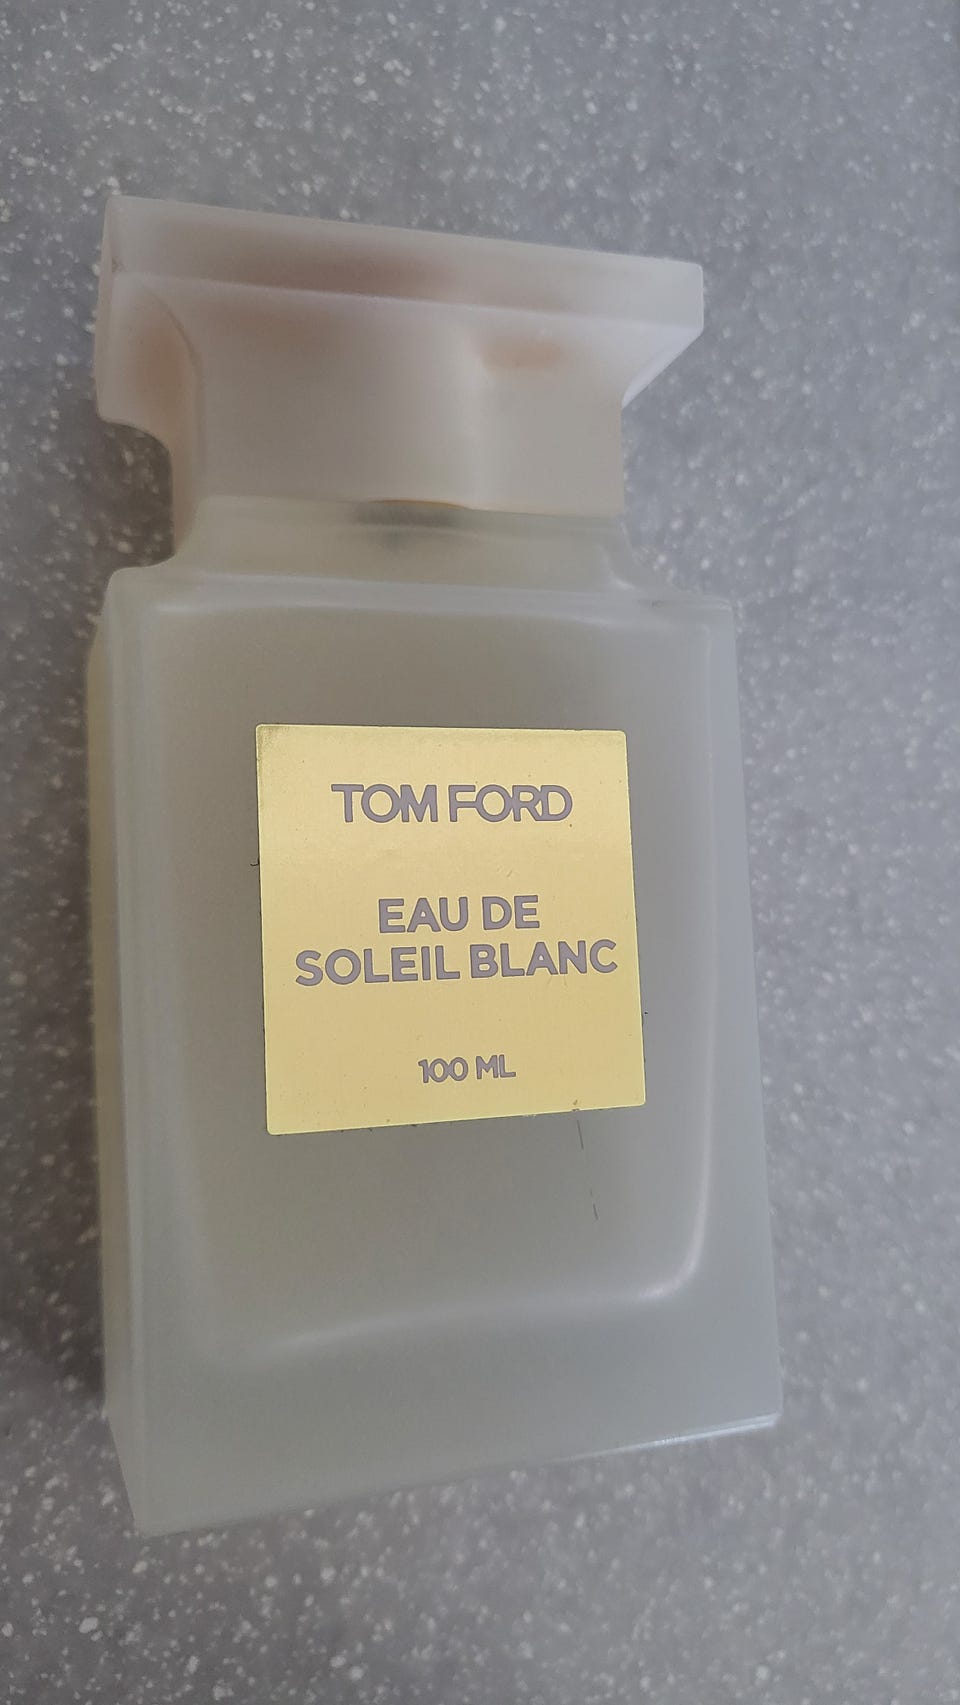 TOM FORD
EAU DE
SOLEIL BLANC
100 ML